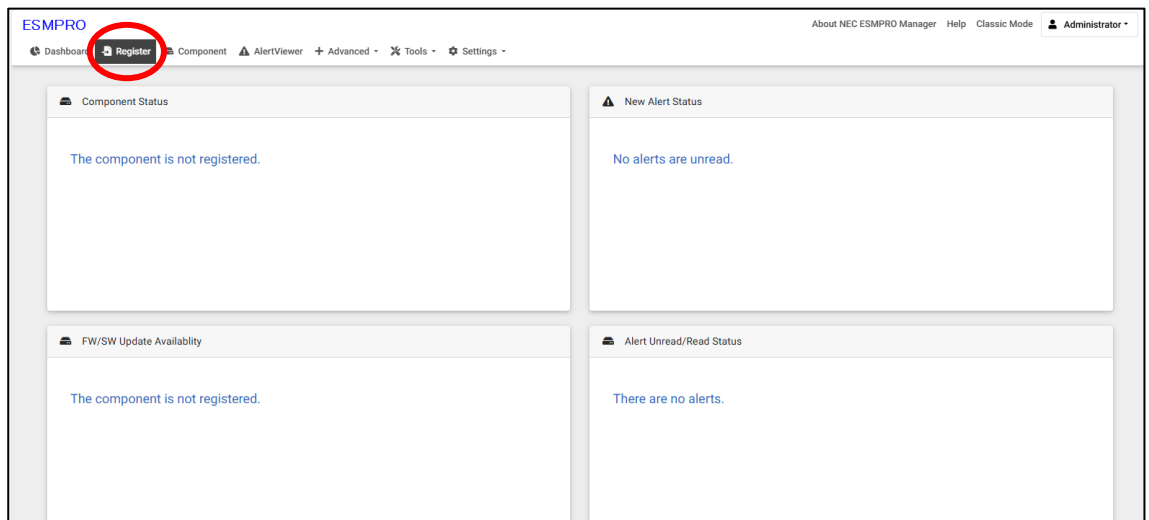 ESMPRO
About NEC ESMPRO Manager Help Classic Mode Administrator
Dashboard Register Component AlertViewer Advanced Tools Settings
Component Status
The component is not registered.
New Alert Status
No alerts are unread.
FW/SW Update Availablity
The component is not registered.
Alert Unread/Read Status
There are no alerts.